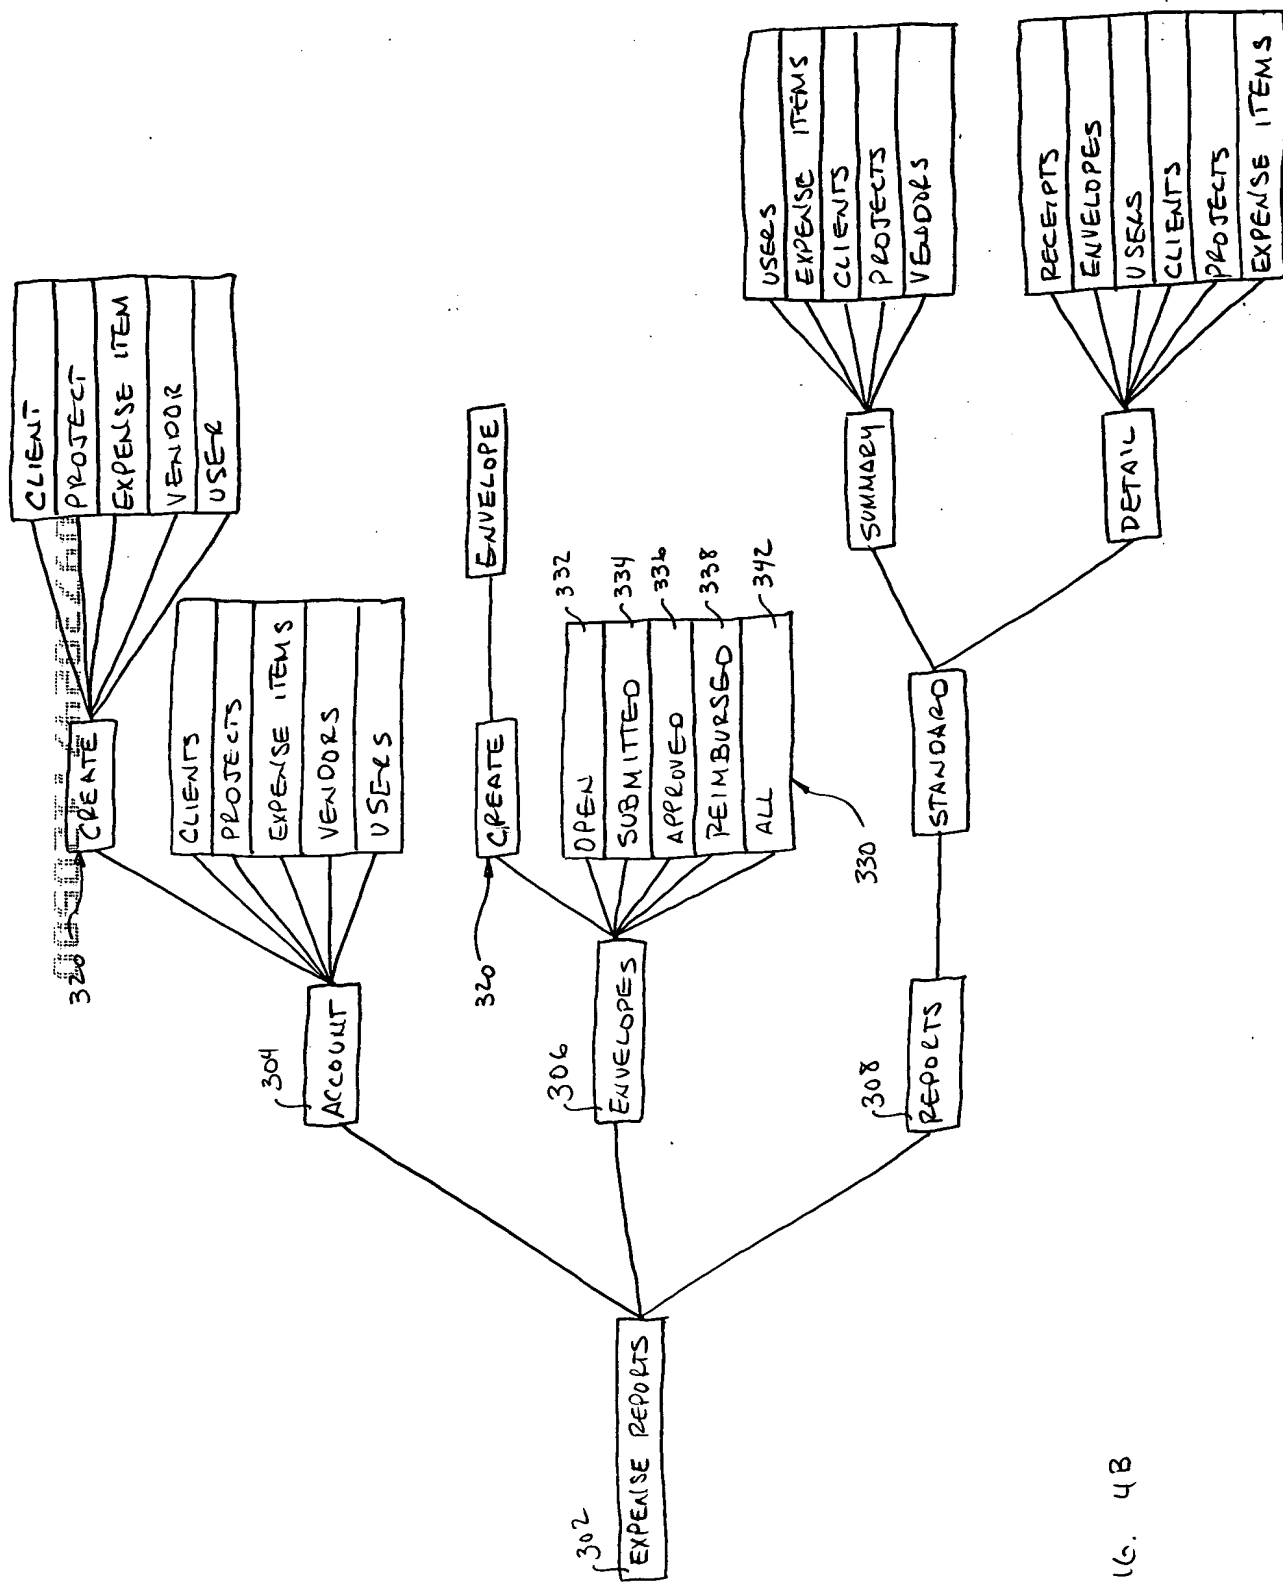 302
EXPENSE REPORTS
304
ACCOUNT
320
CREATE
CLIENT
PROJECT
EXPENSE ITEM
VENDOR
USER
CLIENTS
PROJECTS
EXPENSE ITEMS
VENDORS
USERS
306
ENVELOPES
320
CREATE
ENVELOPE
OPEN
332
SUBMITTED
334
APPROVED
336
REIMBURSED
338
ALL
342
330
308
REPORTS
STANDARD
SUMMARY
USERS
EXPENSE ITEMS
CLIENTS
PROJECTS
VENDORS
DETAIL
RECEIPTS
ENVELOPES
USERS
CLIENTS
PROJECTS
EXPENSE ITEMS
IG. 4B